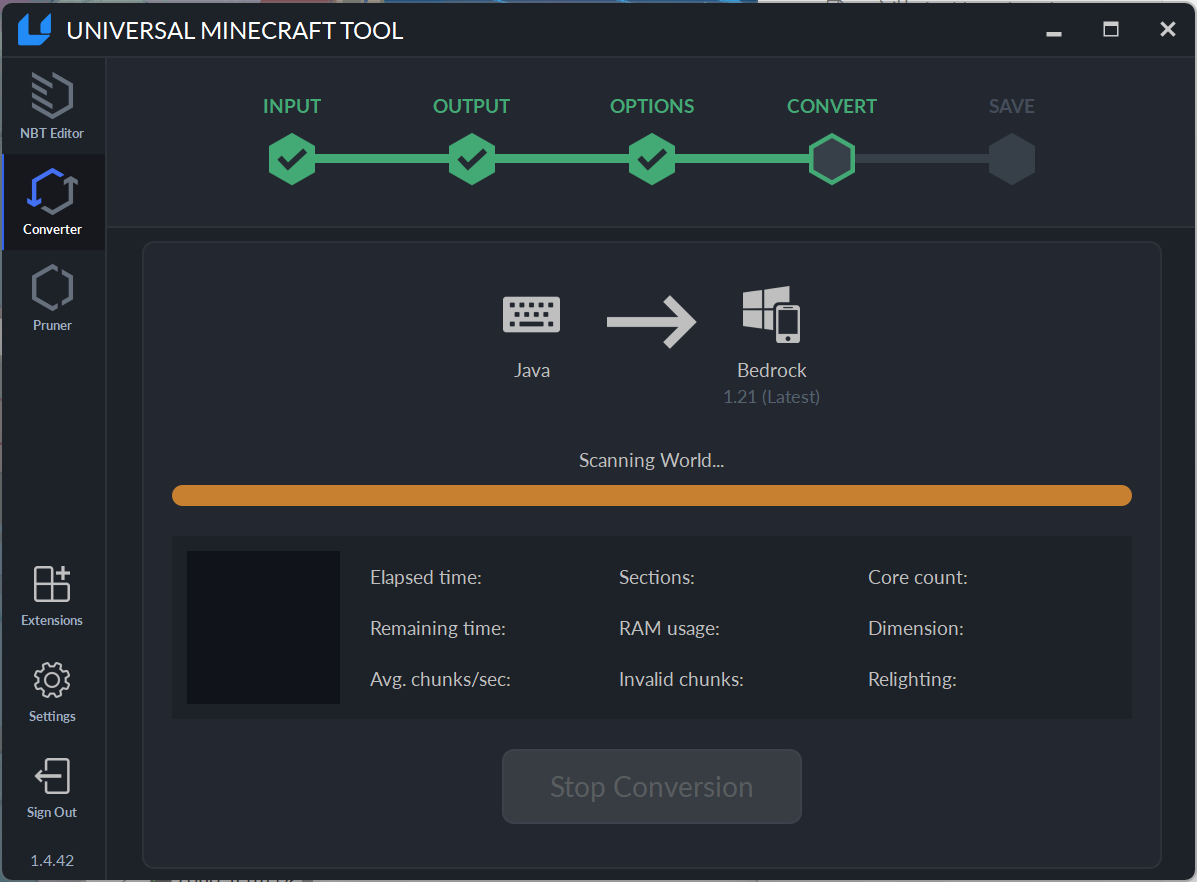 UNIVERSAL MINECRAFT TOOL
NBT Editor
Converter
Pruner
Extensions
Settings
Sign Out
1.4.42
INPUT OUTPUT OPTIONS CONVERT SAVE
Java
Bedrock
1.21 (Latest)
Scanning World...
Elapsed time: Sections: Core count:
Remaining time: RAM usage: Dimension:
Avg. chunks/sec: Invalid chunks: Relighting:
Stop Conversion